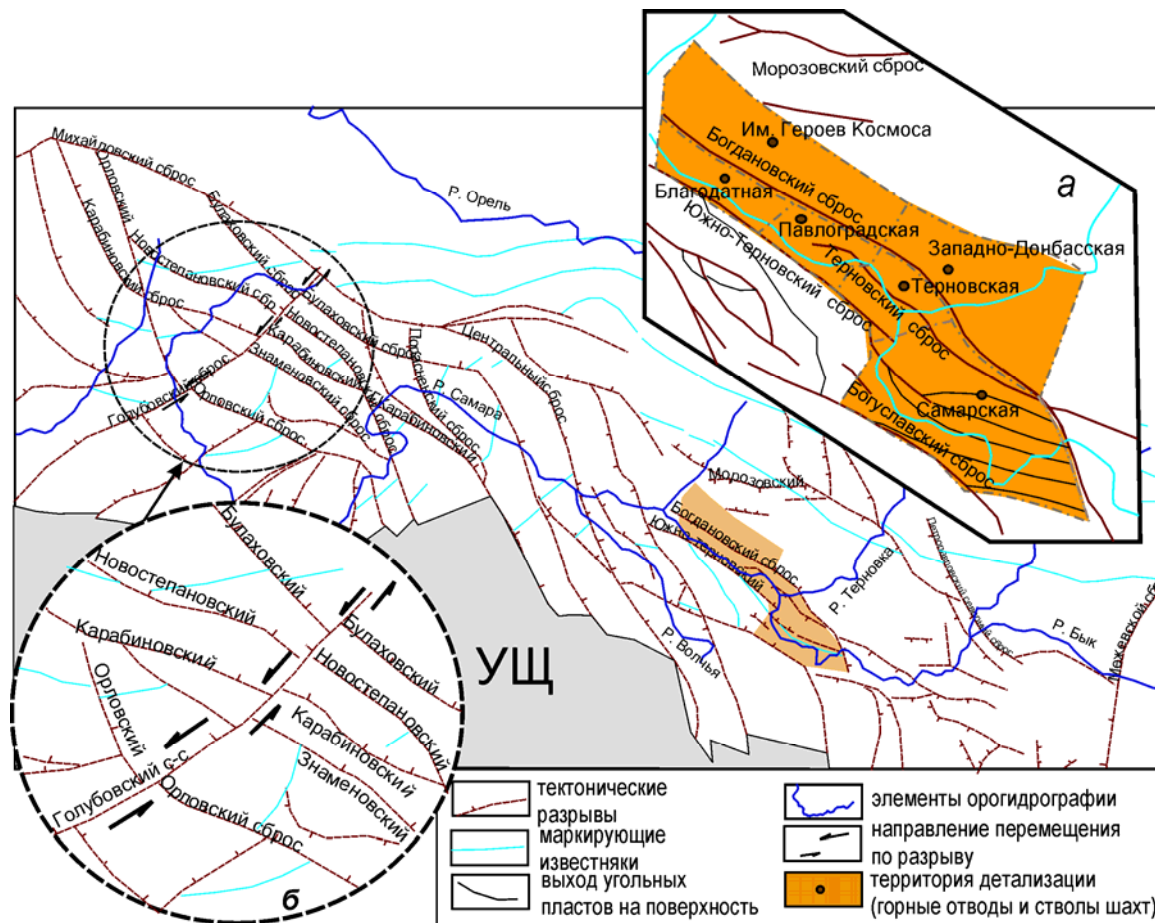 Морозовский сброс
Им. Героев Космоса
Богдановский сброс
а
Благодатная
Павлоградская
Южно-Терновский сброс
Терновский сброс
Западно-Донбасская
Терновская
Самарская
Богуславский сброс
Михайловский сброс
Орловский
Р. Орель
Булаховский сброс
Карабиновский сброс
Новостепановский сбр
Булаховский сброс
Новостепановский
Карабиновский
Знаменовский сброс
Голубовский сброс
Орловский сброс
Карабиновский
сброс
Центральный сброс
Р. Самара
Морозовский
Богдановский сброс
Южно-терновский
Р. Терновка
Р. Волчья
Р. Бык
Межевской сб
УЩ
Булаховский
Новостепановский
Карабиновский
Орловский
Голубовский с-с
Булаховский
Новостепановский
Карабиновский
Знаменовский
Орловский сброс
б
тектонические
разрывы
маркирующие
известняки
выход угольных
пластов на поверхность
элементы орогидрографии
направление перемещения
по разрыву
территория детализации
(горные отводы и стволы шахт)